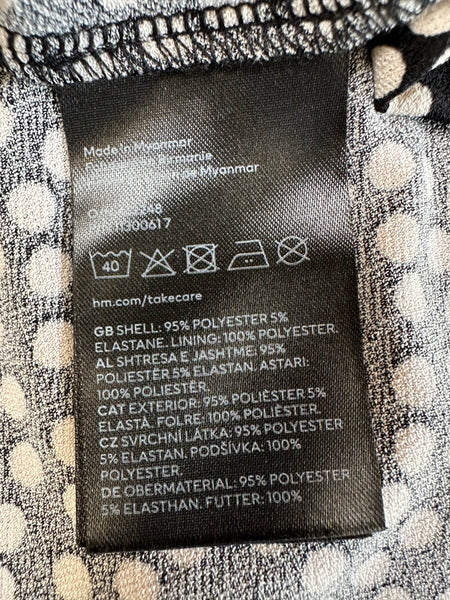 Made in Myanmar
Birmanie
Myanmar
300617
40
hm.com/takecare
GB SHELL: 95% POLYESTER 5%
ELASTANE. LINING: 100% POLYESTER.
AL SHTRESA E JASHTME: 95%
POLIESTËR 5% ELASTAN. ASTARI:
100% POLIESTËR.
CAT EXTERIOR: 95% POLIÈSTER 5%
ELASTÀ. FOLRE: 100% POLIÈSTER.
CZ SVRCHNÍ LÁTKA: 95% POLYESTER
5% ELASTAN. PODŠÍVKA: 100%
POLYESTER.
DE OBERMATERIAL: 95% POLYESTER
5% ELASTHAN. FUTTER: 100%